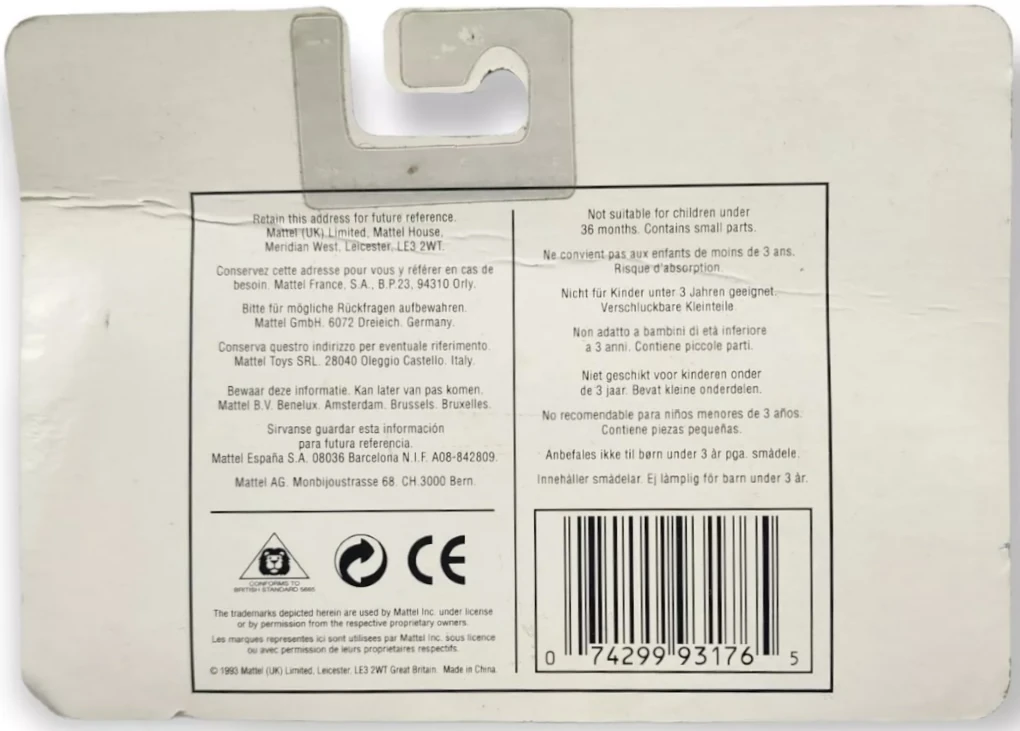 Retain this address for future reference.
Mattel (UK) Limited, Mattel House,
Meridian West, Leicester, LE3 2WT.
Conservez cette adresse pour vous y référer en cas de
besoin. Mattel France, S.A., B.P.23, 94310 Orly.
Bitte für mögliche Rückfragen aufbewahren.
Mattel GmbH. 6072 Dreieich. Germany.
Conserva questro indirizzo per eventuale riferimento.
Mattel Toys SRL. 28040 Oleggio Castello. Italy.
Bewaar deze informatie. Kan later van pas komen.
Mattel B.V. Benelux. Amsterdam. Brussels. Bruxelles.
Sirvanse guardar esta información
para futura referencia.
Mattel España S.A. 08036 Barcelona N.I.F. A08-842809.
Mattel AG. Monbijoustrasse 68. CH.3000 Bern.
CONFORMS TO
BRITISH STANDARD 5665
CE
The trademarks depicted herein are used by Mattel Inc. under license
or by permission from the respective proprietary owners.
Les marques representes ici sont utilisees par Mattel Inc. sous licence
ou avec permission de leurs proprietaires respectifs.
© 1993 Mattel (UK) Limited. Leicester. LE3 2WT Great Britain. Made in China.
Not suitable for children under
36 months. Contains small parts.
Ne convient pas aux enfants de moins de 3 ans.
Risque d'absorption.
Nicht für Kinder unter 3 Jahren geeignet.
Verschluckbare Kleinteile.
Non adatto a bambini di età inferiore
a 3 anni. Contiene piccole parti.
Niet geschikt voor kinderen onder
de 3 jaar. Bevat kleine onderdelen.
No recomendable para niños menores de 3 años.
Contiene piezas pequeñas.
Anbefales ikke til børn under 3 år pga. smådele.
Innehåller smådelar. Ej lämplig för barn under 3 år.
0 74299 93176 5